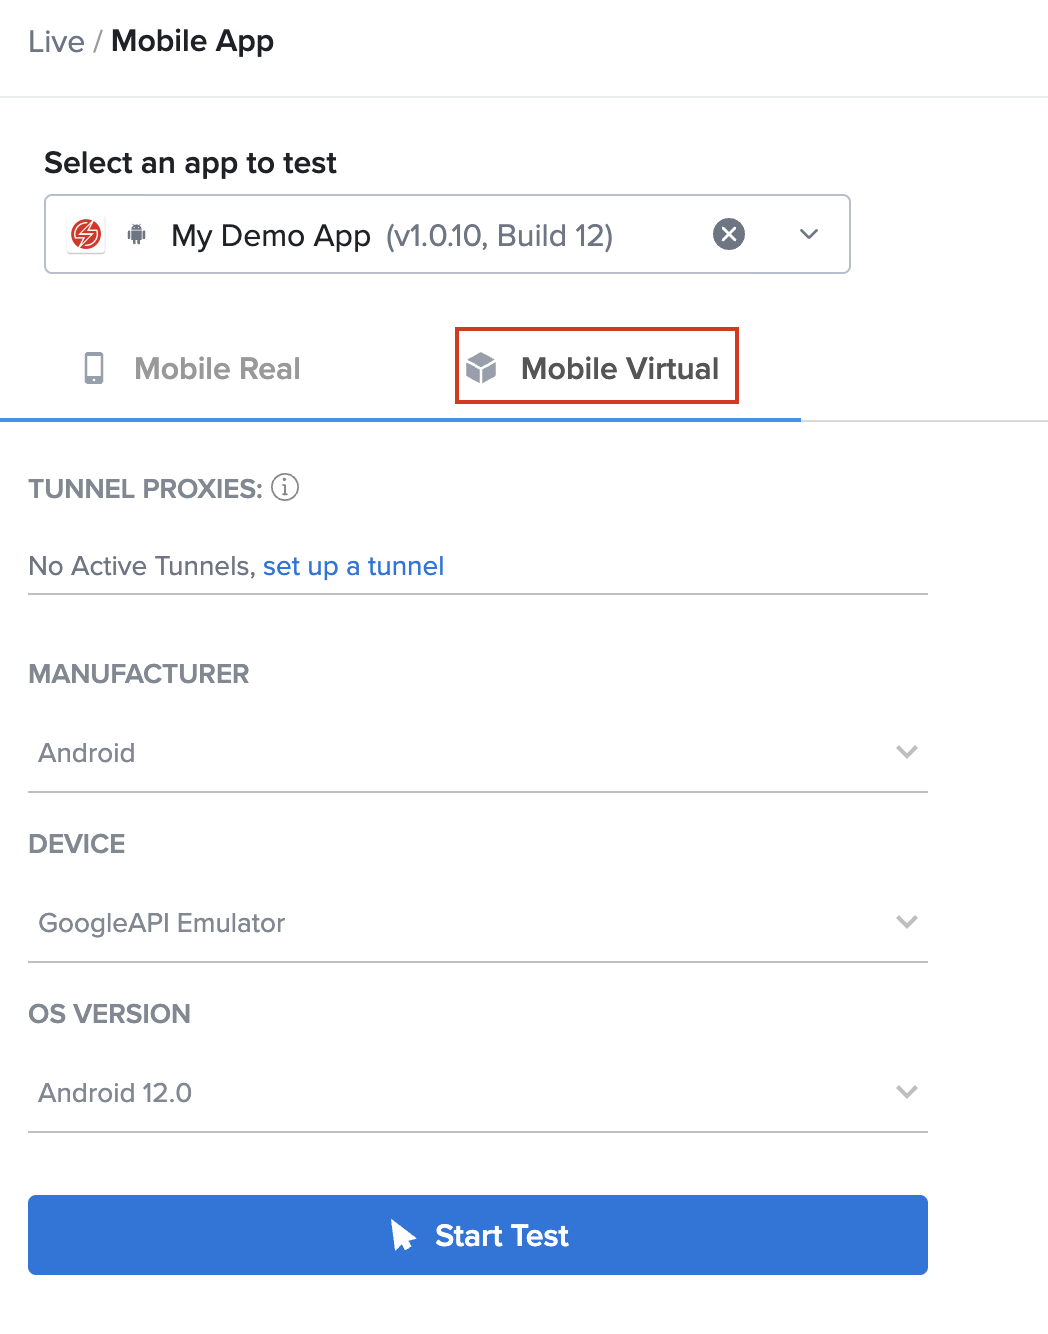 Live / Mobile App
Select an app to test
My Demo App (v1.0.10, Build 12)
Mobile Real
Mobile Virtual
TUNNEL PROXIES:
No Active Tunnels, set up a tunnel
MANUFACTURER
Android
DEVICE
GoogleAPI Emulator
OS VERSION
Android 12.0
Start Test